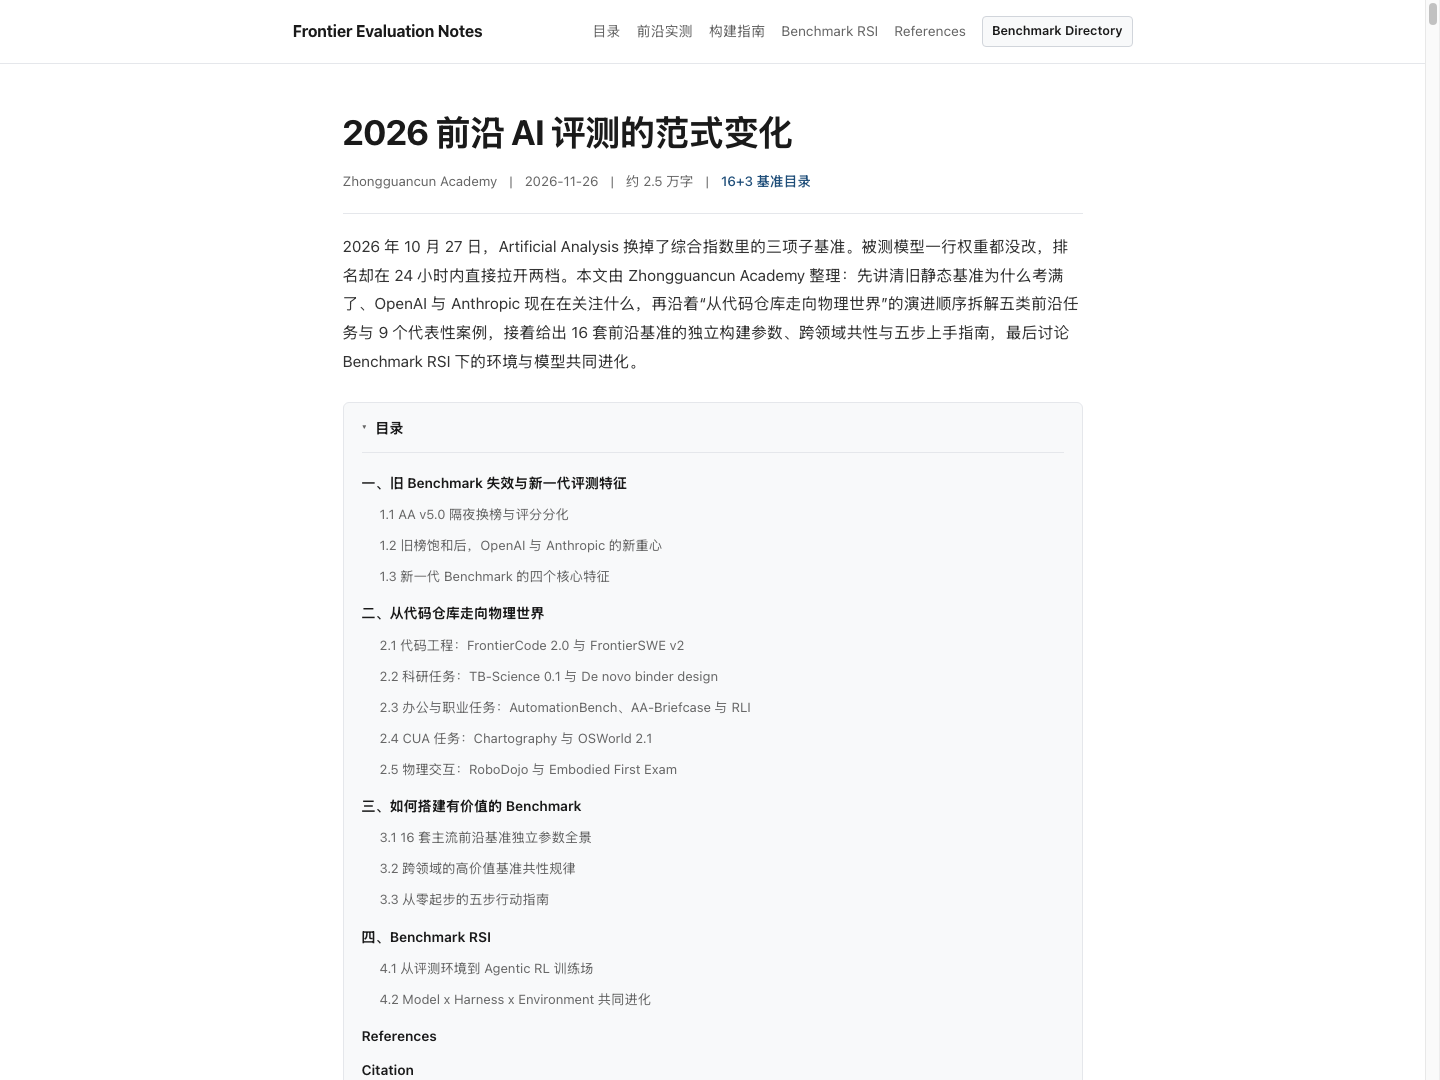 Frontier Evaluation Notes
目录 前沿实测 构建指南 Benchmark RSI References Benchmark Directory
2026 前沿 AI 评测的范式变化
Zhongguancun Academy | 2026-11-26 | 约 2.5 万字 | 16+3 基准目录
2026 年 10 月 27 日，Artificial Analysis 换掉了综合指数里的三项子基准。被测模型一行权重都没改，排
名却在 24 小时内直接拉开两档。本文由 Zhongguancun Academy 整理：先讲清旧静态基准为什么考满
了、OpenAI 与 Anthropic 现在在关注什么，再沿着“从代码仓库走向物理世界”的演进顺序拆解五类前沿任
务与 9 个代表性案例，接着给出 16 套前沿基准的独立构建参数、跨领域共性与五步上手指南，最后讨论
Benchmark RSI 下的环境与模型共同进化。
▾ 目录
一、旧 Benchmark 失效与新一代评测特征
1.1 AA v5.0 隔夜换榜与评分分化
1.2 旧榜饱和后，OpenAI 与 Anthropic 的新重心
1.3 新一代 Benchmark 的四个核心特征
二、从代码仓库走向物理世界
2.1 代码工程：FrontierCode 2.0 与 FrontierSWE v2
2.2 科研任务：TB-Science 0.1 与 De novo binder design
2.3 办公与职业任务：AutomationBench、AA-Briefcase 与 RLI
2.4 CUA 任务：Chartography 与 OSWorld 2.1
2.5 物理交互：RoboDojo 与 Embodied First Exam
三、如何搭建有价值的 Benchmark
3.1 16 套主流前沿基准独立参数全景
3.2 跨领域的高价值基准共性规律
3.3 从零起步的五步行动指南
四、Benchmark RSI
4.1 从评测环境到 Agentic RL 训练场
4.2 Model x Harness x Environment 共同进化
References
Citation